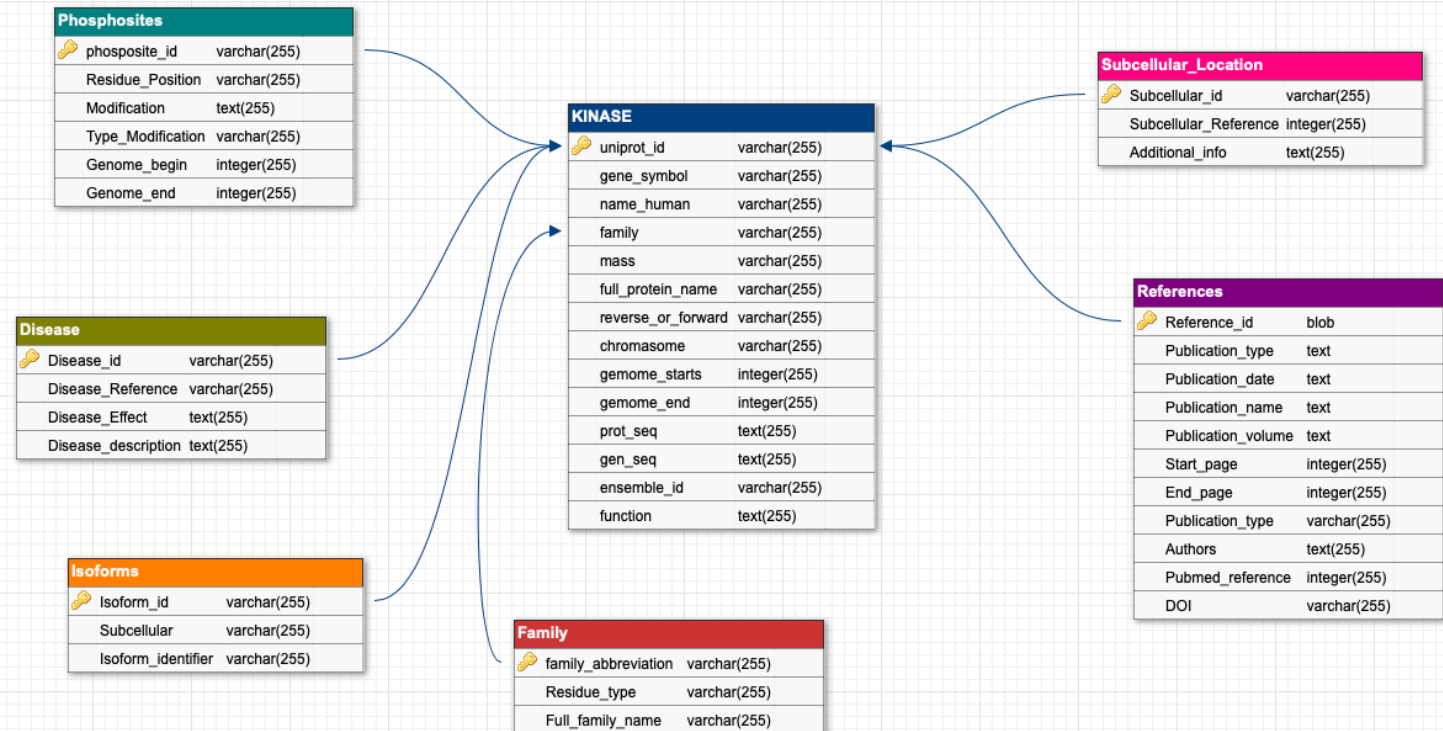 Phosphosites
phosposite_id varchar(255)
Residue_Position varchar(255)
Modification text(255)
Type_Modification varchar(255)
Genome_begin integer(255)
Genome_end integer(255)
Disease
Disease_id varchar(255)
Disease_Reference varchar(255)
Disease_Effect text(255)
Disease_description text(255)
Isoforms
Isoform_id varchar(255)
Subcellular varchar(255)
Isoform_identifier varchar(255)
KINASE
uniprot_id varchar(255)
gene_symbol varchar(255)
name_human varchar(255)
family varchar(255)
mass varchar(255)
full_protein_name varchar(255)
reverse_or_forward varchar(255)
chromasome varchar(255)
gemome_starts integer(255)
gemome_end integer(255)
prot_seq text(255)
gen_seq text(255)
ensemble_id varchar(255)
function text(255)
Family
family_abbreviation varchar(255)
Residue_type varchar(255)
Full_family_name varchar(255)
Subcellular_Location
Subcellular_id varchar(255)
Subcellular_Reference integer(255)
Additional_info text(255)
References
Reference_id blob
Publication_type text
Publication_date text
Publication_name text
Publication_volume text
Start_page integer(255)
End_page integer(255)
Publication_type varchar(255)
Authors text(255)
Pubmed_reference integer(255)
DOI varchar(255)